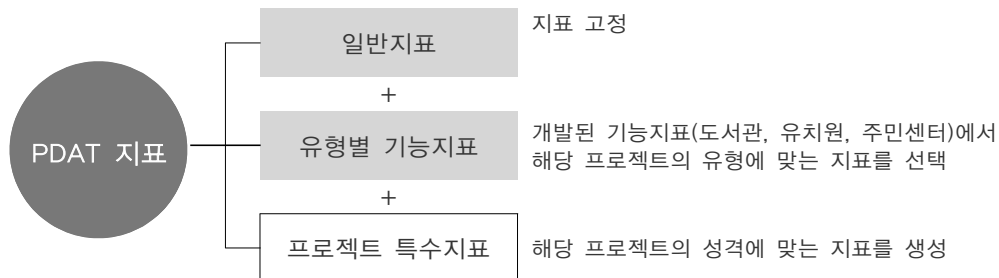 PDAT 지표
일반지표
지표 고정
+
유형별 기능지표
개발된 기능지표(도서관, 유치원, 주민센터)에서
해당 프로젝트의 유형에 맞는 지표를 선택
+
프로젝트 특수지표
해당 프로젝트의 성격에 맞는 지표를 생성